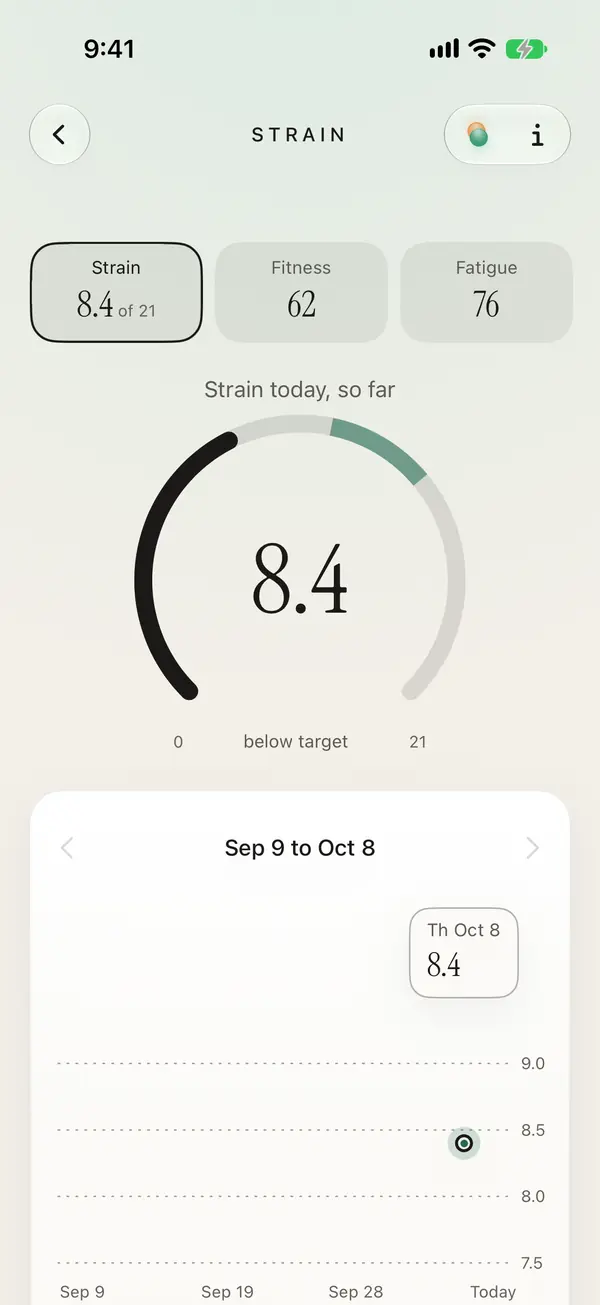 9:41
STRAIN
i
Strain
8.4 of 21
Fitness
62
Fatigue
76
Strain today, so far
8.4
0
below target
21
Sep 9 to Oct 8
Th Oct 8
8.4
9.0
8.5
8.0
7.5
Sep 9
Sep 19
Sep 28
Today